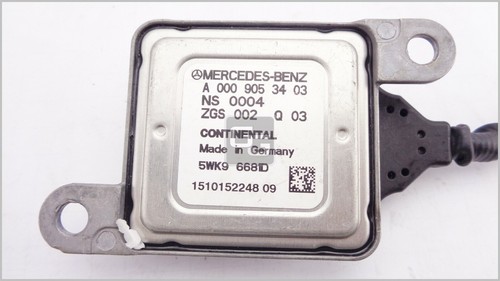 MERCEDES-BENZ
A 000 905 34 03
NS 0004
ZGS 002 Q 03
CONTINENTAL
Made in Germany
5WK9 6681D
1510152248 09